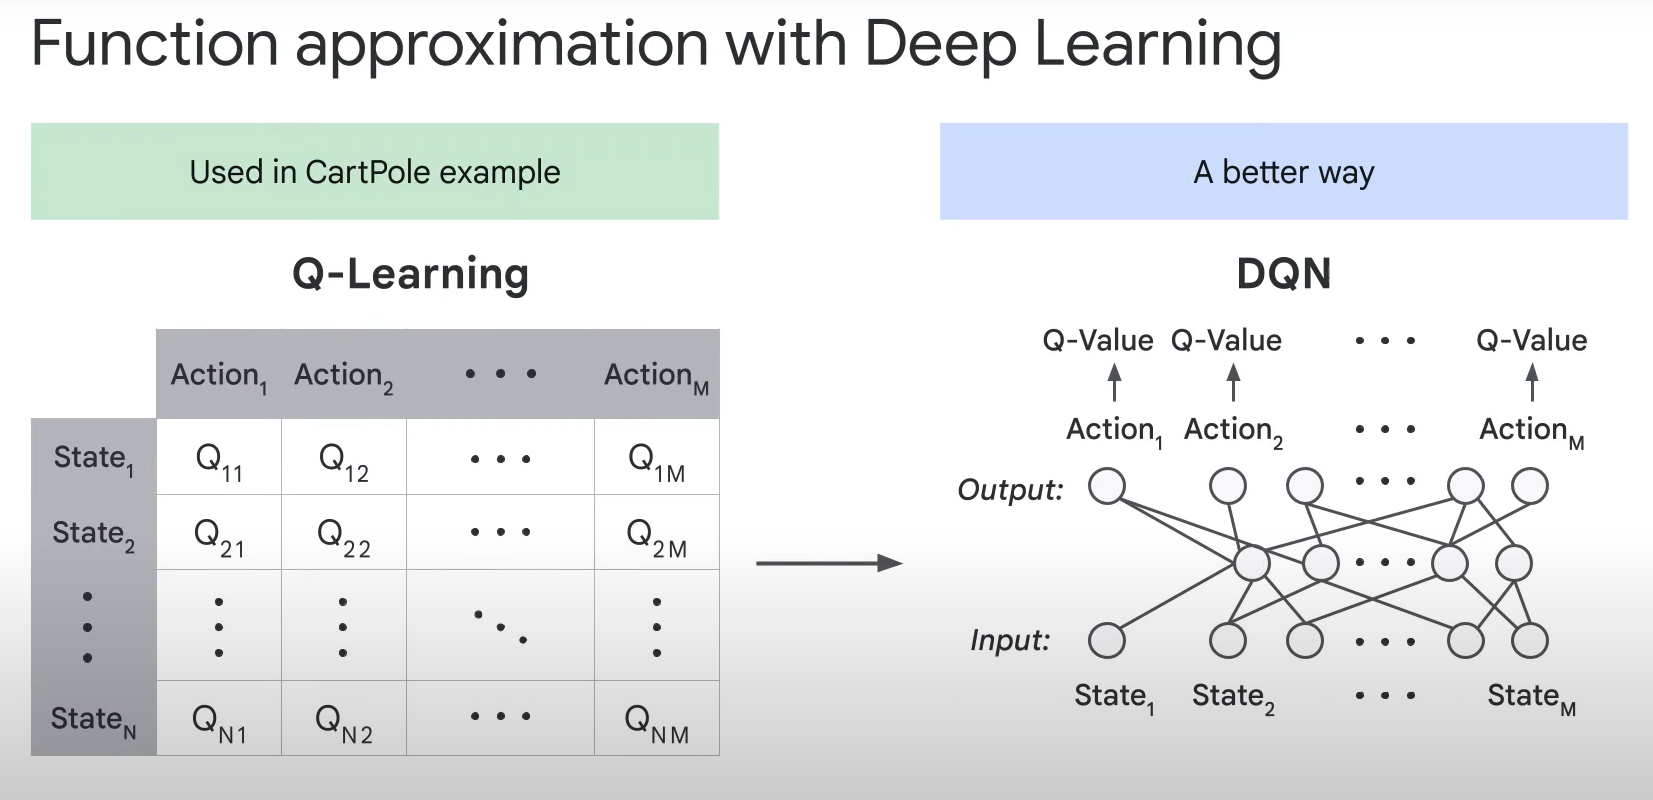 Function approximation with Deep Learning
Used in CartPole example
Q-Learning
Action1 Action2 • • • ActionM
State1 Q11 Q12 • • • Q1M
State2 Q21 Q22 • • • Q2M
StateN QN1 QN2 • • • QNM
A better way
DQN
Q-Value Q-Value • • • Q-Value
Action1 Action2 • • • ActionM
Output: • • •
• • •
Input: • • •
State1 State2 • • • StateM